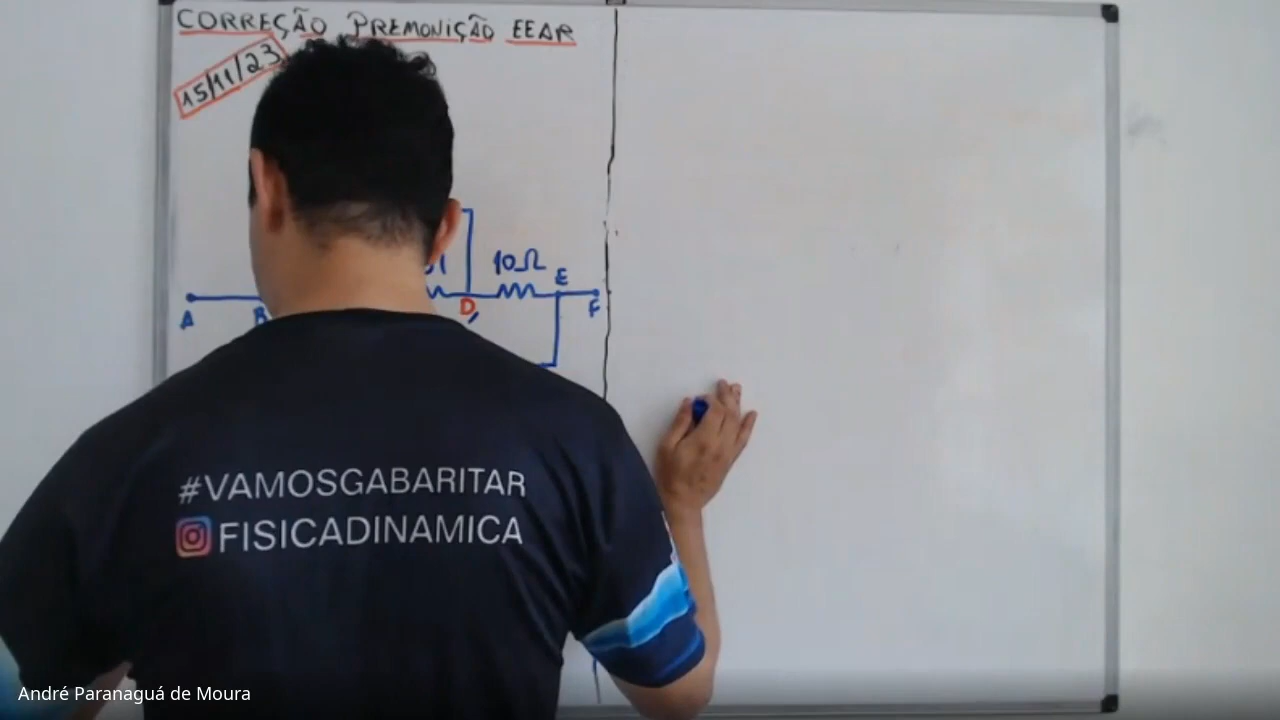 CORREÇÃO PREMONIÇÃO EEAR
15/11/23
10Ω
A
B
D
E
F
#VAMOSGABARITAR
FISICADINAMICA
André Paranaguá de Moura